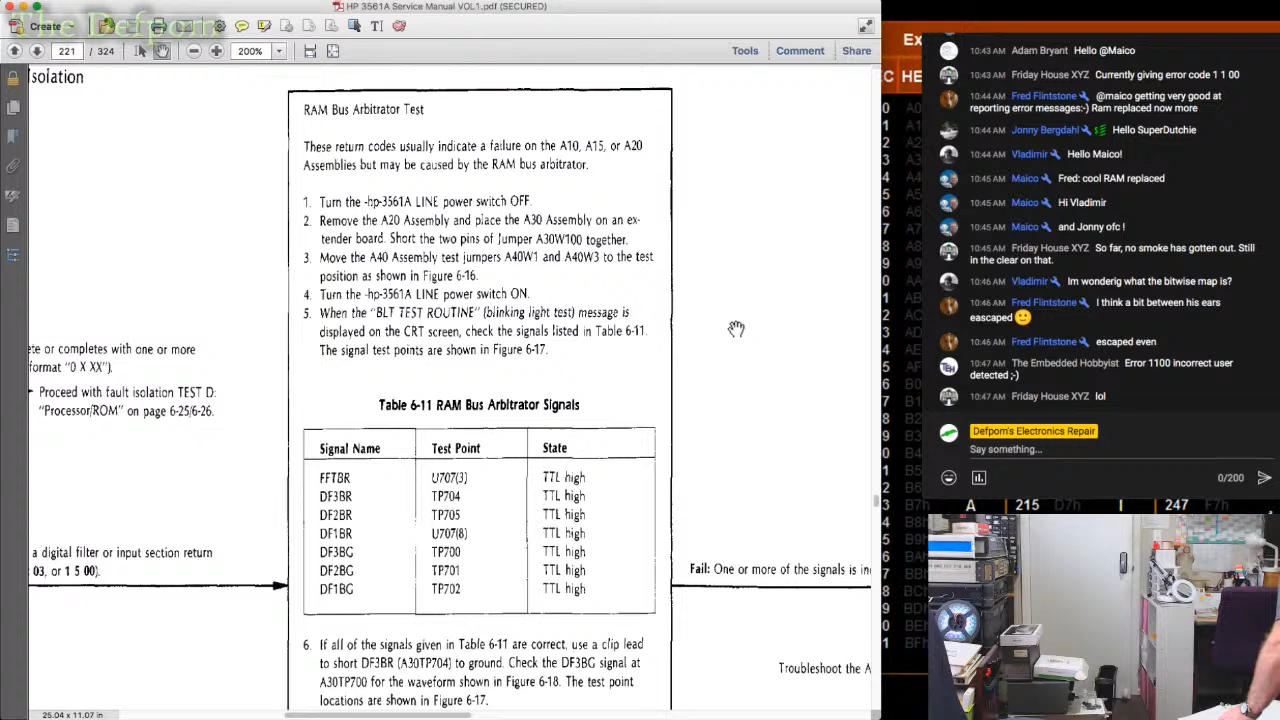 HP 3561A Service Manual VOL1.pdf (SECURED)
The Defpom
Create
221 / 324
200%
Tools
Comment
Share
isolation
RAM Bus Arbitrator Test
These return codes usually indicate a failure on the A10, A15, or A20
Assemblies but may be caused by the RAM bus arbitrator.
1. Turn the -hp-3561A LINE power switch OFF.
2. Remove the A20 Assembly and place the A30 Assembly on an ex-
tender board. Short the two pins of Jumper A30W100 together.
3. Move the A40 Assembly test jumpers A40W1 and A40W3 to the test
position as shown in Figure 6-16.
4. Turn the -hp-3561A LINE power switch ON.
5. When the "BLT TEST ROUTINE" (blinking light test) message is
displayed on the CRT screen, check the signals listed in Table 6-11.
The signal test points are shown in Figure 6-17.
ete or completes with one or more
format "0 X XX").
Proceed with fault isolation TEST D:
"Processor/ROM" on page 6-25/6-26.
Table 6-11 RAM Bus Arbitrator Signals
Signal Name Test Point State
FFTBR U707(3) TTL high
DF3BR TP704 TTL high
DF2BR TP705 TTL high
DF1BR U707(8) TTL high
DF3BG TP700 TTL high
DF2BG TP701 TTL high
DF1BG TP702 TTL high
a digital filter or input section return
03, or 1 5 00).
Fail: One or more of the signals is in
6. If all of the signals given in Table 6-11 are correct, use a clip lead
to short DF3BR (A30TP704) to ground. Check the DF3BG signal at
A30TP700 for the waveform shown in Figure 6-18. The test point
locations are shown in Figure 6-17.
Troubleshoot the A
25.04 x 11.07 in
Ex
EC HE
10:43 AM Adam Bryant Hello @Maico
10:43 AM Friday House XYZ Currently giving error code 1 1 00
10:44 AM Fred Flintstone @maico getting very good at
reporting error messages:-) Ram replaced now more
10:44 AM Jonny Bergdahl Hello SuperDutchie
10:44 AM Vladimir Hello Maico!
10:45 AM Maico Fred: cool RAM replaced
10:45 AM Maico Hi Vladimir
10:45 AM Maico and Jonny ofc !
10:45 AM Friday House XYZ So far, no smoke has gotten out. Still
in the clear on that.
10:46 AM Vladimir Im wonderig what the bitwise map is?
10:46 AM Fred Flintstone I think a bit between his ears
eascaped
10:46 AM Fred Flintstone escaped even
10:47 AM The Embedded Hobbyist Error 1100 incorrect user
detected ;-)
10:47 AM Friday House XYZ lol
Defpom's Electronics Repair
Say something...
0/200
B7h A 215 D7h I 247 F7h